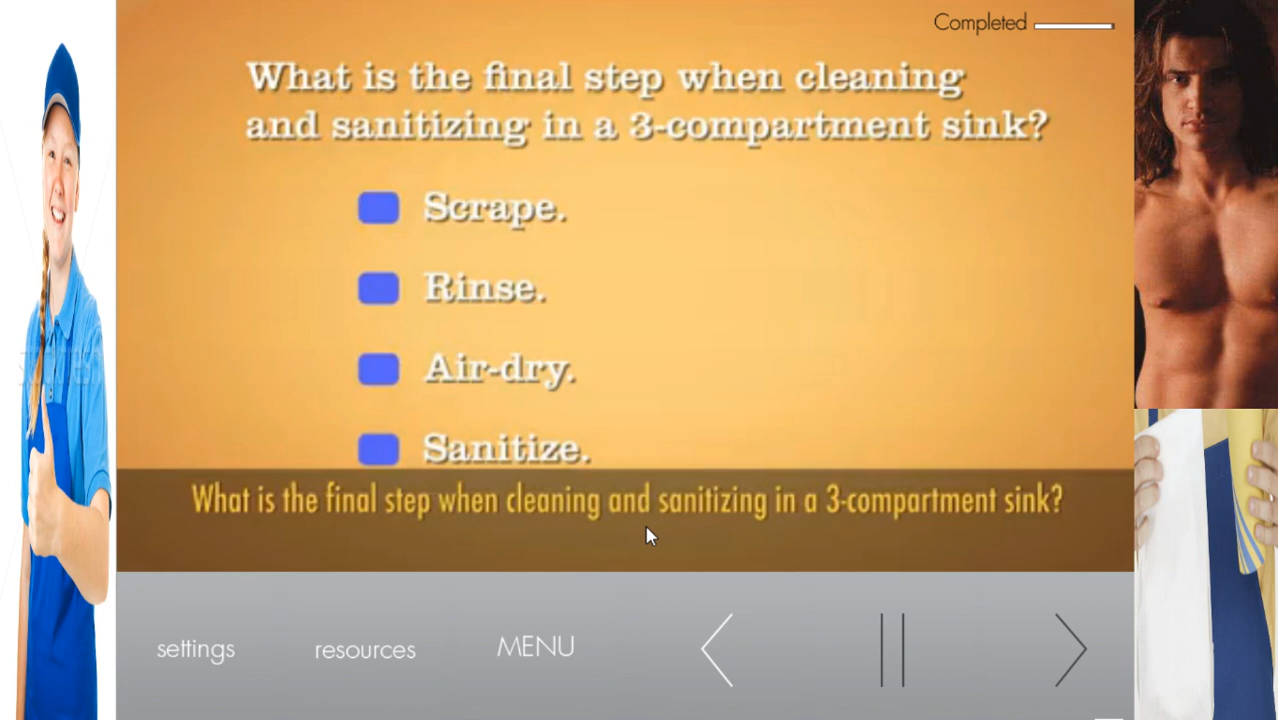 Completed
What is the final step when cleaning
and sanitizing in a 3-compartment sink?
Scrape.
Rinse.
Air-dry.
Sanitize.
What is the final step when cleaning and sanitizing in a 3-compartment sink?
settings
resources
MENU